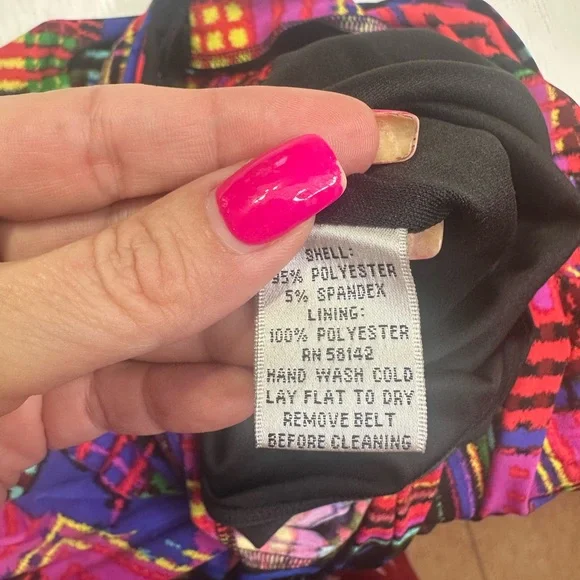 SHELL:
95% POLYESTER
5% SPANDEX
LINING:
100% POLYESTER
RN 58142
HAND WASH COLD
LAY FLAT TO DRY
REMOVE BELT
BEFORE CLEANING